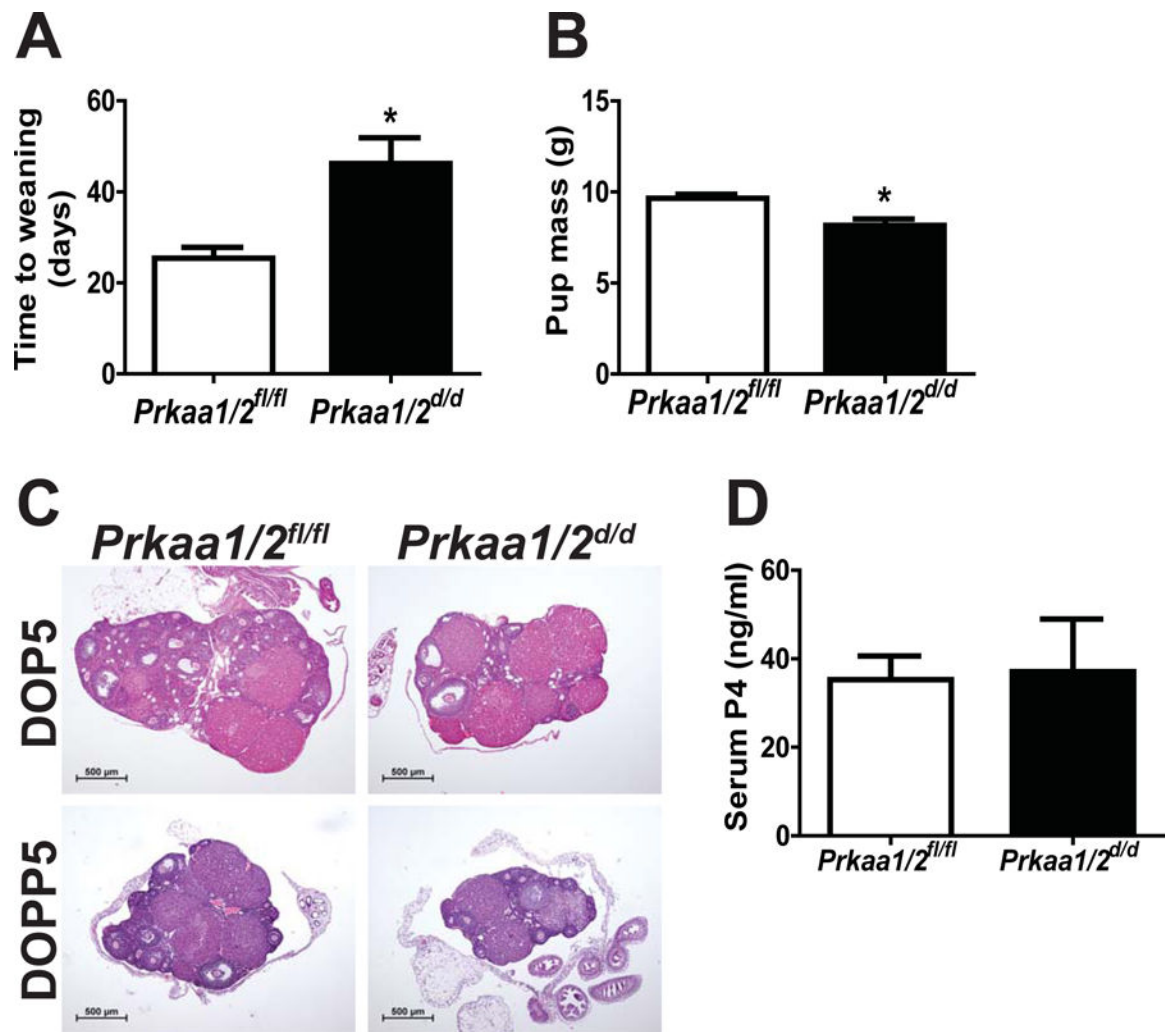 A
Time to weaning
(days)
60
*
40
20
0
Prkaa1/2fl/fl
Prkaa1/2d/d
B
Pup mass (g)
15
10
*
5
0
Prkaa1/2fl/fl
Prkaa1/2d/d
C
Prkaa1/2fl/fl
Prkaa1/2d/d
DOP5
500 µm
500 µm
DOPP5
500 µm
500 µm
D
Serum P4 (ng/ml)
60
40
20
0
Prkaa1/2fl/fl
Prkaa1/2d/d